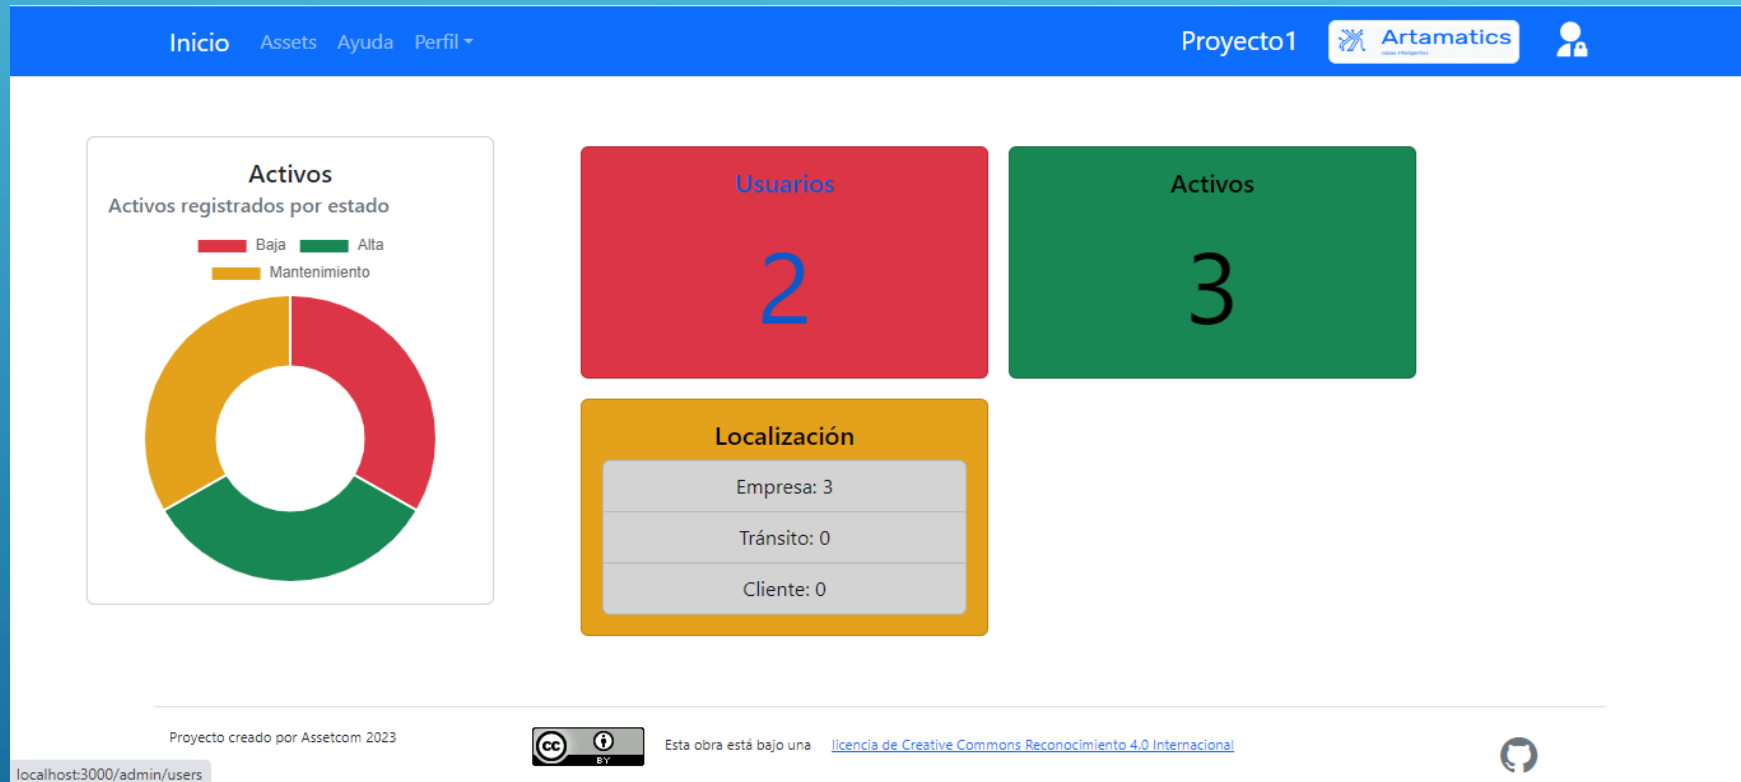 Inicio Assets Ayuda Perfil Proyecto1 Artamatics
Activos
Activos registrados por estado
Baja Alta
Mantenimiento
Usuarios
2
Activos
3
Localización
Empresa: 3
Tránsito: 0
Cliente: 0
Proyecto creado por Assetcom 2023
cc BY
Esta obra está bajo una licencia de Creative Commons Reconocimiento 4.0 Internacional
localhost:3000/admin/users